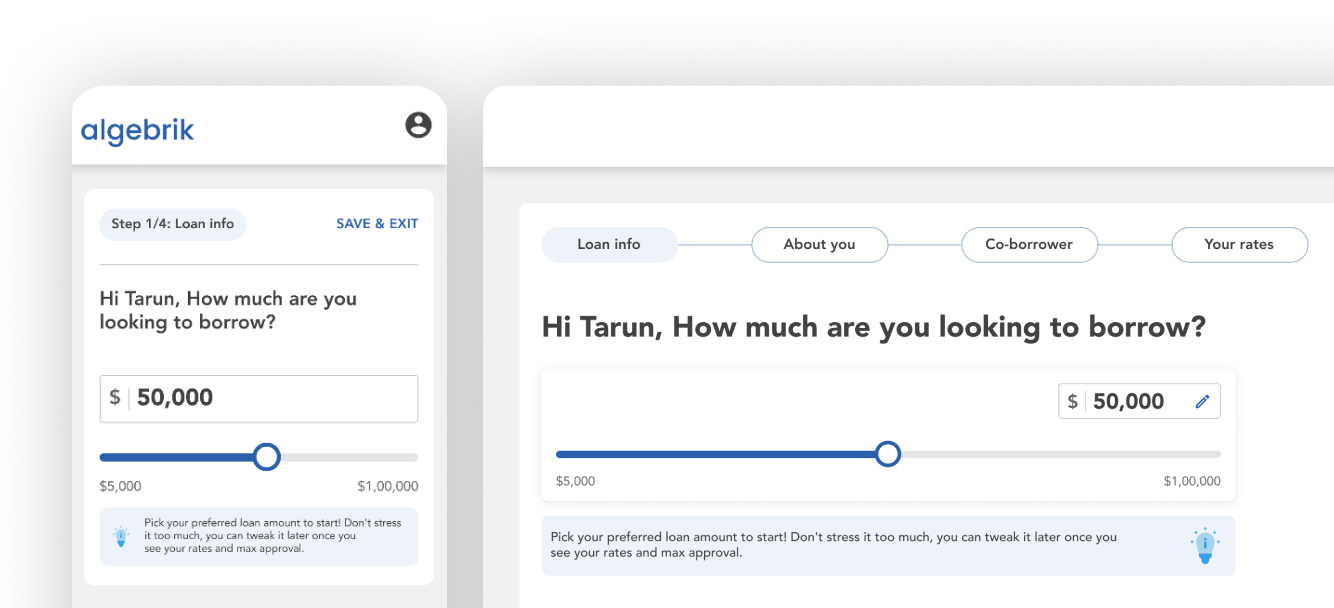 algebrik
Step 1/4: Loan info
SAVE & EXIT
Hi Tarun, How much are you
looking to borrow?
$ 50,000
$5,000
$1,00,000
Pick your preferred loan amount to start! Don't stress
it too much, you can tweak it later once you
see your rates and max approval.
Loan info
About you
Co-borrower
Your rates
Hi Tarun, How much are you looking to borrow?
$ 50,000
$5,000
$1,00,000
Pick your preferred loan amount to start! Don't stress it too much, you can tweak it later once you
see your rates and max approval.